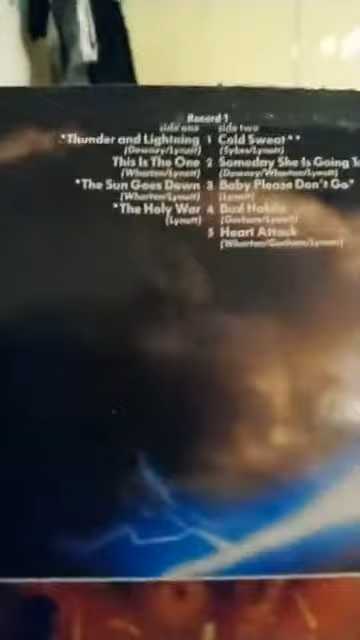 Record 1
side one side two
*Thunder and Lightning 1 Cold Sweat**
(Downey/Lynott) (Sykes/Lynott)
This Is The One 2 Someday She Is Going To
(Wharton/Lynott) (Downey/Wharton/Lynott)
*The Sun Goes Down 3 Baby Please Don't Go*
(Wharton/Lynott) (Lynott)
*The Holy War 4 Bad Habits
(Lynott) (Gorham/Lynott)
5 Heart Attack
(Wharton/Gorham/Lynott)